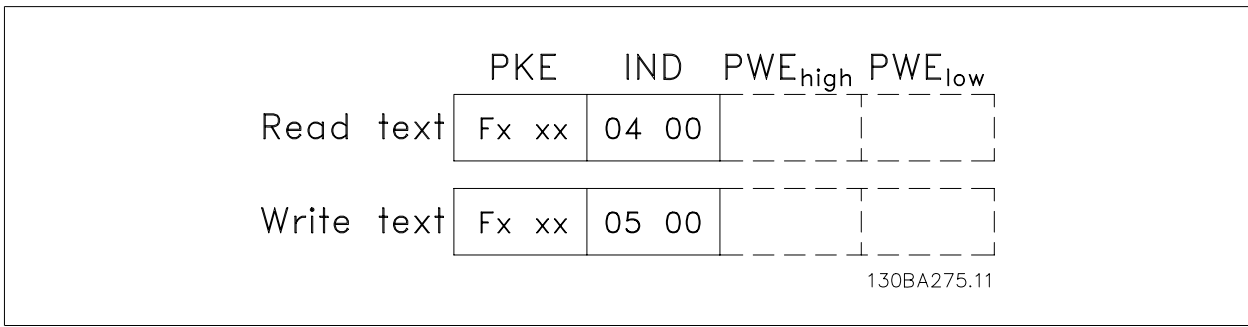 PKE IND PWEhigh PWElow
Read text Fx xx 04 00
Write text Fx xx 05 00
130BA275.11